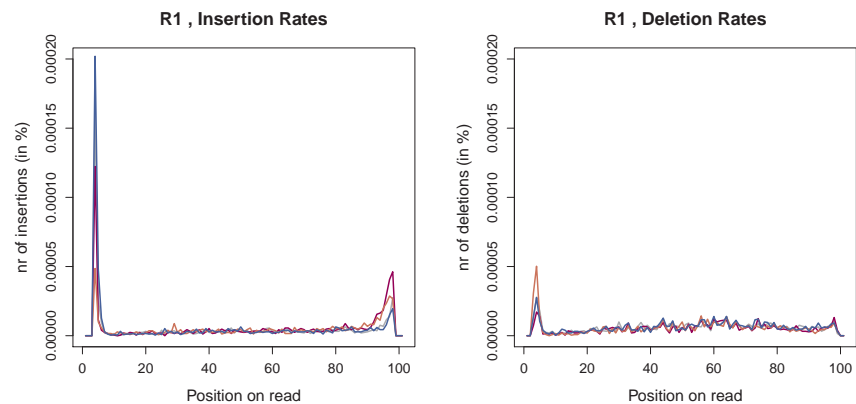 R1 , Insertion Rates
nr of insertions (in %)
0.00020
0.00015
0.00010
0.00005
0.00000
0 20 40 60 80 100
Position on read
R1 , Deletion Rates
nr of deletions (in %)
0.00020
0.00015
0.00010
0.00005
0.00000
0 20 40 60 80 100
Position on read